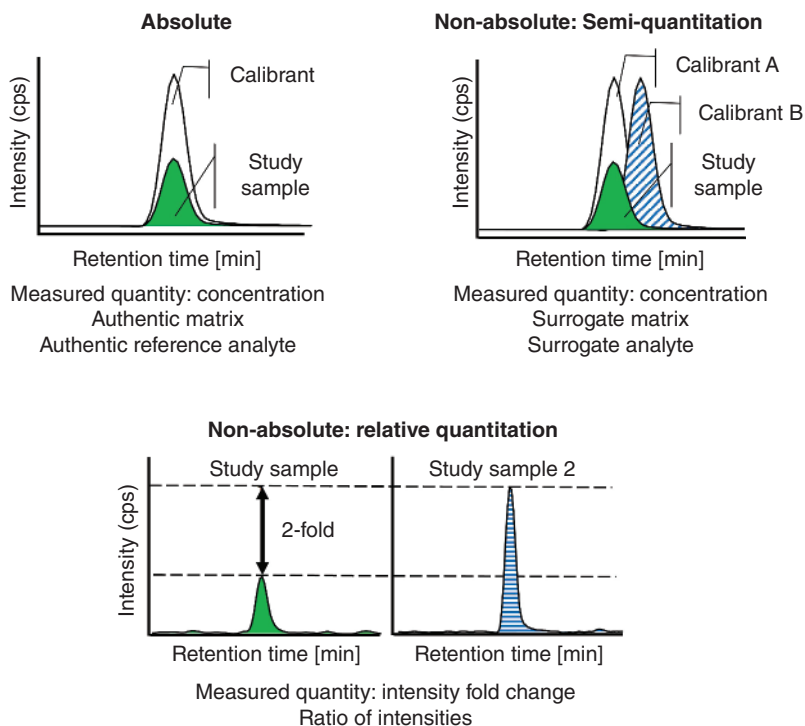 Absolute
Intensity (cps)
Calibrant
Study
sample
Retention time [min]
Measured quantity: concentration
Authentic matrix
Authentic reference analyte
Non-absolute: Semi-quantitation
Intensity (cps)
Calibrant A
Calibrant B
Study
sample
Retention time [min]
Measured quantity: concentration
Surrogate matrix
Surrogate analyte
Non-absolute: relative quantitation
Intensity (cps)
Study sample
2-fold
Retention time [min]
Study sample 2
Retention time [min]
Measured quantity: intensity fold change
Ratio of intensities